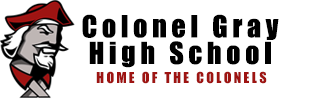 Colonel Gray
High School
HOME OF THE COLONELS